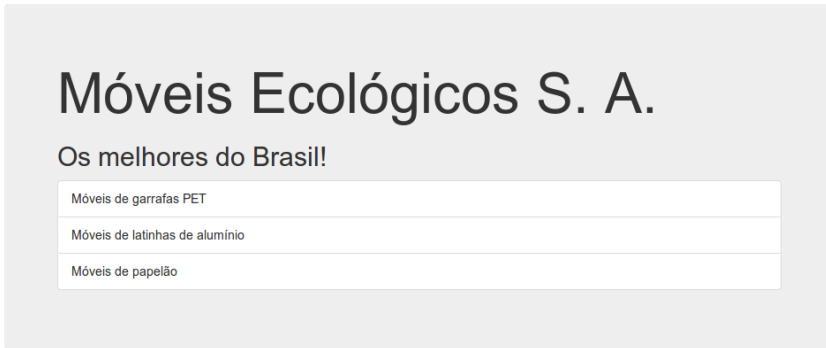 Móveis Ecológicos S. A.
Os melhores do Brasil!
Móveis de garrafas PET
Móveis de latinhas de alumínio
Móveis de papelão